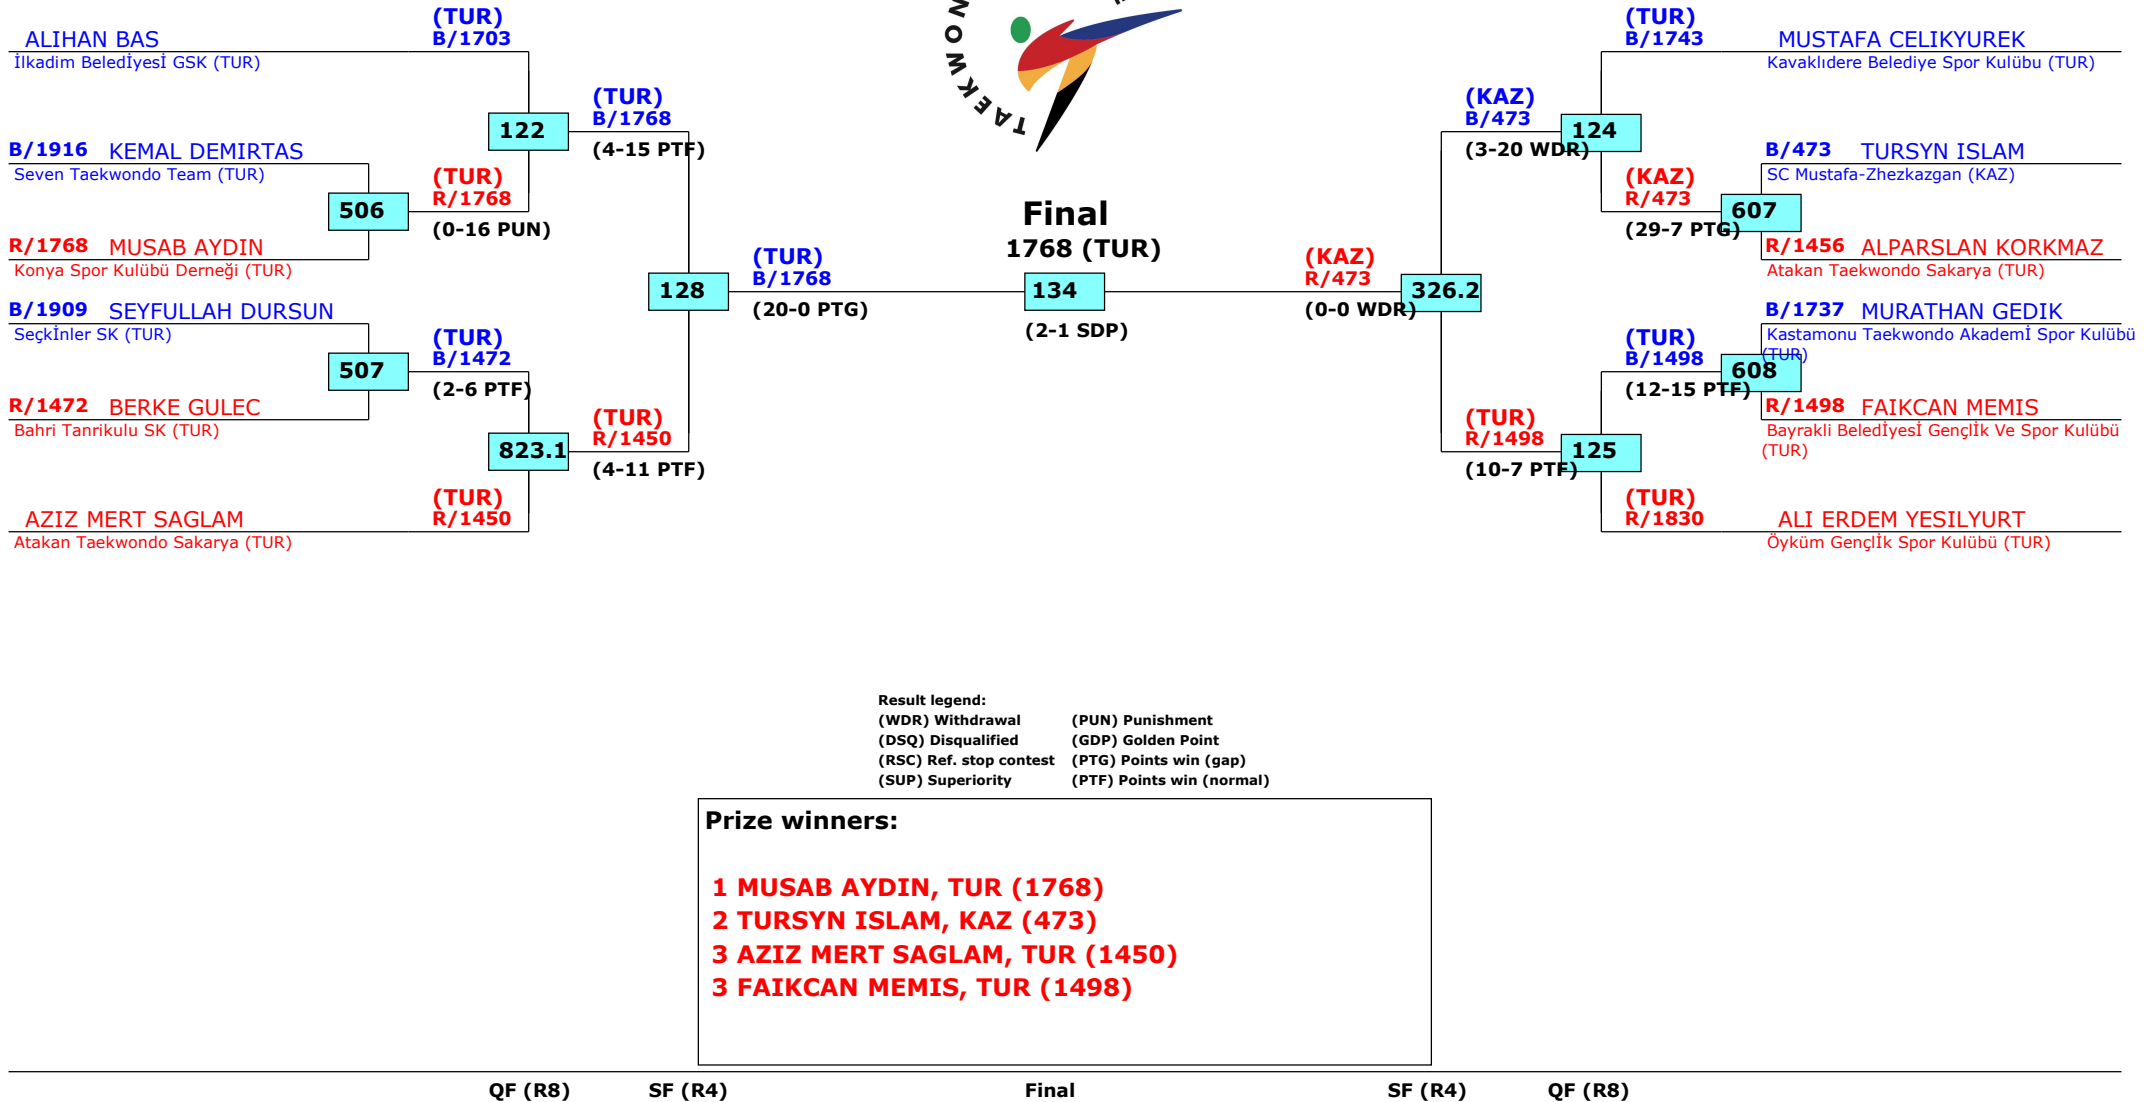 (TUR)
B/1703
ALIHAN BAS
İlkadim Beledİyesİ GSK (TUR)
122
(TUR)
B/1768
(4-15 PTF)
B/1916 KEMAL DEMIRTAS
Seven Taekwondo Team (TUR)
506
(TUR)
R/1768
(0-16 PUN)
R/1768 MUSAB AYDIN
Konya Spor Kulübü Derneği (TUR)
128
(TUR)
B/1768
(20-0 PTG)
B/1909 SEYFULLAH DURSUN
Seçkİnler SK (TUR)
507
(TUR)
B/1472
(2-6 PTF)
R/1472 BERKE GULEC
Bahri Tanrikulu SK (TUR)
823.1
(TUR)
R/1450
(4-11 PTF)
(TUR)
R/1450
AZIZ MERT SAGLAM
Atakan Taekwondo Sakarya (TUR)
TAEKWO
Final
1768 (TUR)
134
(2-1 SDP)
(TUR)
B/1743
MUSTAFA CELIKYUREK
Kavaklıdere Belediye Spor Kulübu (TUR)
(KAZ)
B/473
124
(3-20 WDR)
B/473 TURSYN ISLAM
SC Mustafa-Zhezkazgan (KAZ)
(KAZ)
R/473
607
(29-7 PTG)
R/1456 ALPARSLAN KORKMAZ
Atakan Taekwondo Sakarya (TUR)
(KAZ)
R/473
326.2
(0-0 WDR)
B/1737 MURATHAN GEDIK
Kastamonu Taekwondo Akademİ Spor Kulübü
(TUR)
(TUR)
B/1498
608
(12-15 PTF)
R/1498 FAIKCAN MEMIS
Bayrakli Beledİyesİ Gençlİk Ve Spor Kulübü
(TUR)
(TUR)
R/1498
125
(10-7 PTF)
(TUR)
R/1830
ALI ERDEM YESILYURT
Öyküm Gençlİk Spor Kulübü (TUR)
Result legend:
(WDR) Withdrawal (PUN) Punishment
(DSQ) Disqualified (GDP) Golden Point
(RSC) Ref. stop contest (PTG) Points win (gap)
(SUP) Superiority (PTF) Points win (normal)
Prize winners:
1 MUSAB AYDIN, TUR (1768)
2 TURSYN ISLAM, KAZ (473)
3 AZIZ MERT SAGLAM, TUR (1450)
3 FAIKCAN MEMIS, TUR (1498)
QF (R8) SF (R4) Final SF (R4) QF (R8)